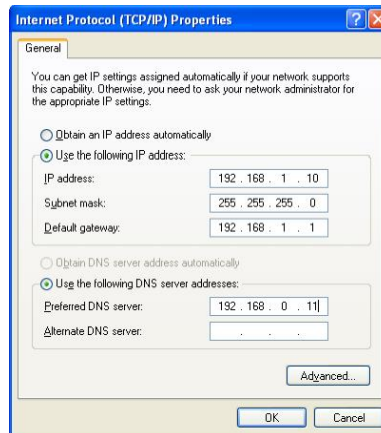 Internet Protocol (TCP/IP) Properties
General
You can get IP settings assigned automatically if your network supports
this capability. Otherwise, you need to ask your network administrator for
the appropriate IP settings.
Obtain an IP address automatically
Use the following IP address:
IP address: 192 . 168 . 1 . 10
Subnet mask: 255 . 255 . 255 . 0
Default gateway: 192 . 168 . 1 . 1
Obtain DNS server address automatically
Use the following DNS server addresses:
Preferred DNS server: 192 . 168 . 0 . 11
Alternate DNS server: . . .
Advanced...
OK Cancel